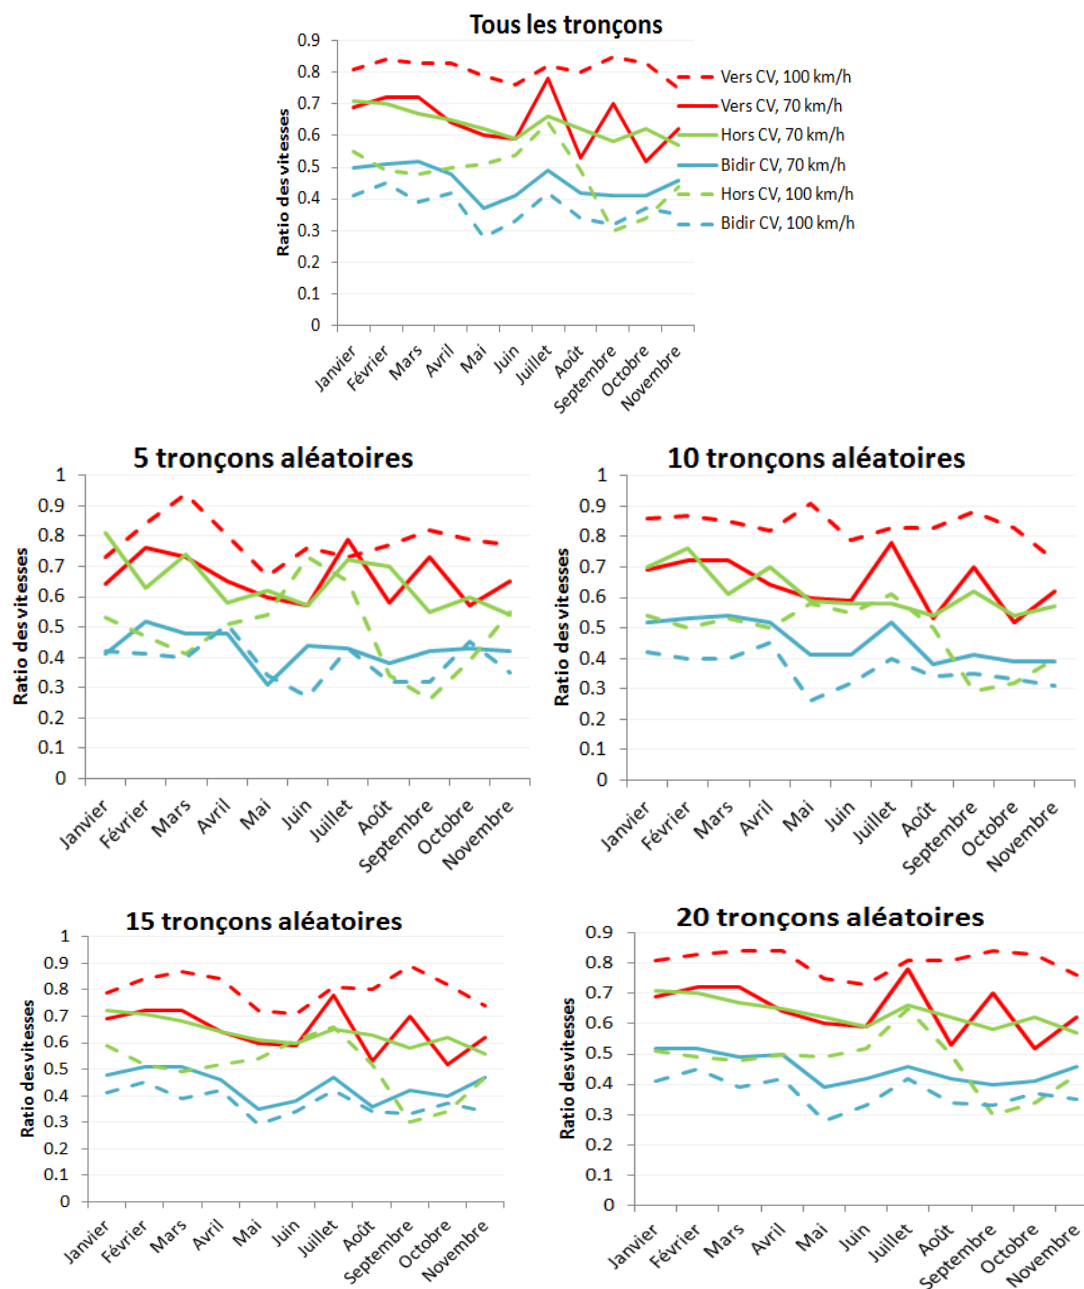 Tous les tronçons
Ratio des vitesses
0.9
0.8
0.7
0.6
0.5
0.4
0.3
0.2
0.1
0
Janvier
Février
Mars
Avril
Mai
Juin
Juillet
Août
Septembre
Octobre
Novembre
Vers CV, 100 km/h
Vers CV, 70 km/h
Hors CV, 70 km/h
Bidir CV, 70 km/h
Hors CV, 100 km/h
Bidir CV, 100 km/h
5 tronçons aléatoires
Ratio des vitesses
1
0.9
0.8
0.7
0.6
0.5
0.4
0.3
0.2
0.1
0
Janvier
Février
Mars
Avril
Mai
Juin
Juillet
Août
Septembre
Octobre
Novembre
10 tronçons aléatoires
Ratio des vitesses
1
0.9
0.8
0.7
0.6
0.5
0.4
0.3
0.2
0.1
0
Janvier
Février
Mars
Avril
Mai
Juin
Juillet
Août
Septembre
Octobre
Novembre
15 tronçons aléatoires
Ratio des vitesses
1
0.9
0.8
0.7
0.6
0.5
0.4
0.3
0.2
0.1
0
Janvier
Février
Mars
Avril
Mai
Juin
Juillet
Août
Septembre
Octobre
Novembre
20 tronçons aléatoires
Ratio des vitesses
0.9
0.8
0.7
0.6
0.5
0.4
0.3
0.2
0.1
0
Janvier
Février
Mars
Avril
Mai
Juin
Juillet
Août
Septembre
Octobre
Novembre